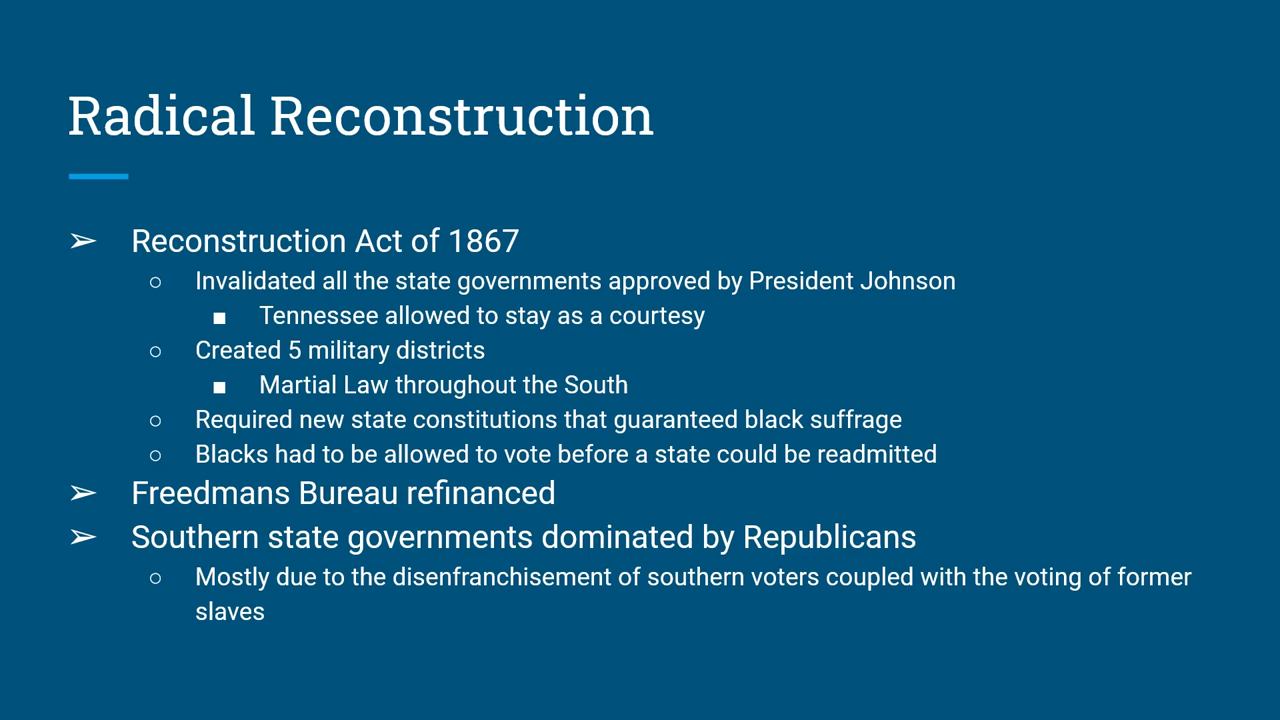 Radical Reconstruction
➢ Reconstruction Act of 1867
○ Invalidated all the state governments approved by President Johnson
■ Tennessee allowed to stay as a courtesy
○ Created 5 military districts
■ Martial Law throughout the South
○ Required new state constitutions that guaranteed black suffrage
○ Blacks had to be allowed to vote before a state could be readmitted
➢ Freedmans Bureau refinanced
➢ Southern state governments dominated by Republicans
○ Mostly due to the disenfranchisement of southern voters coupled with the voting of former
slaves